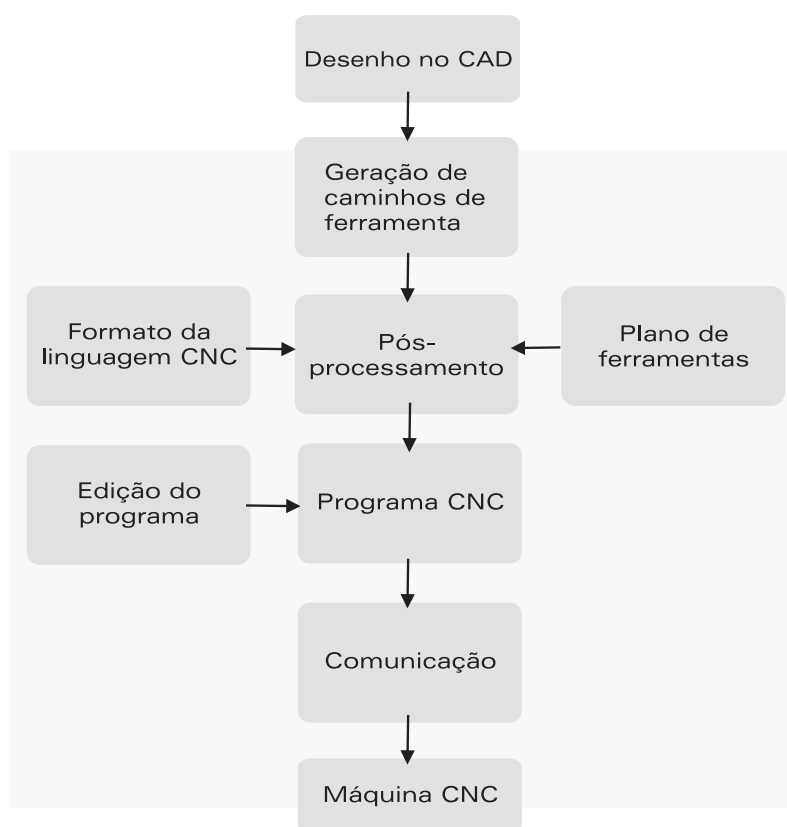 Desenho no CAD
Geração de
caminhos de
ferramenta
Formato da
linguagem CNC
Pós-
processamento
Plano de
ferramentas
Edição do
programa
Programa CNC
Comunicação
Máquina CNC